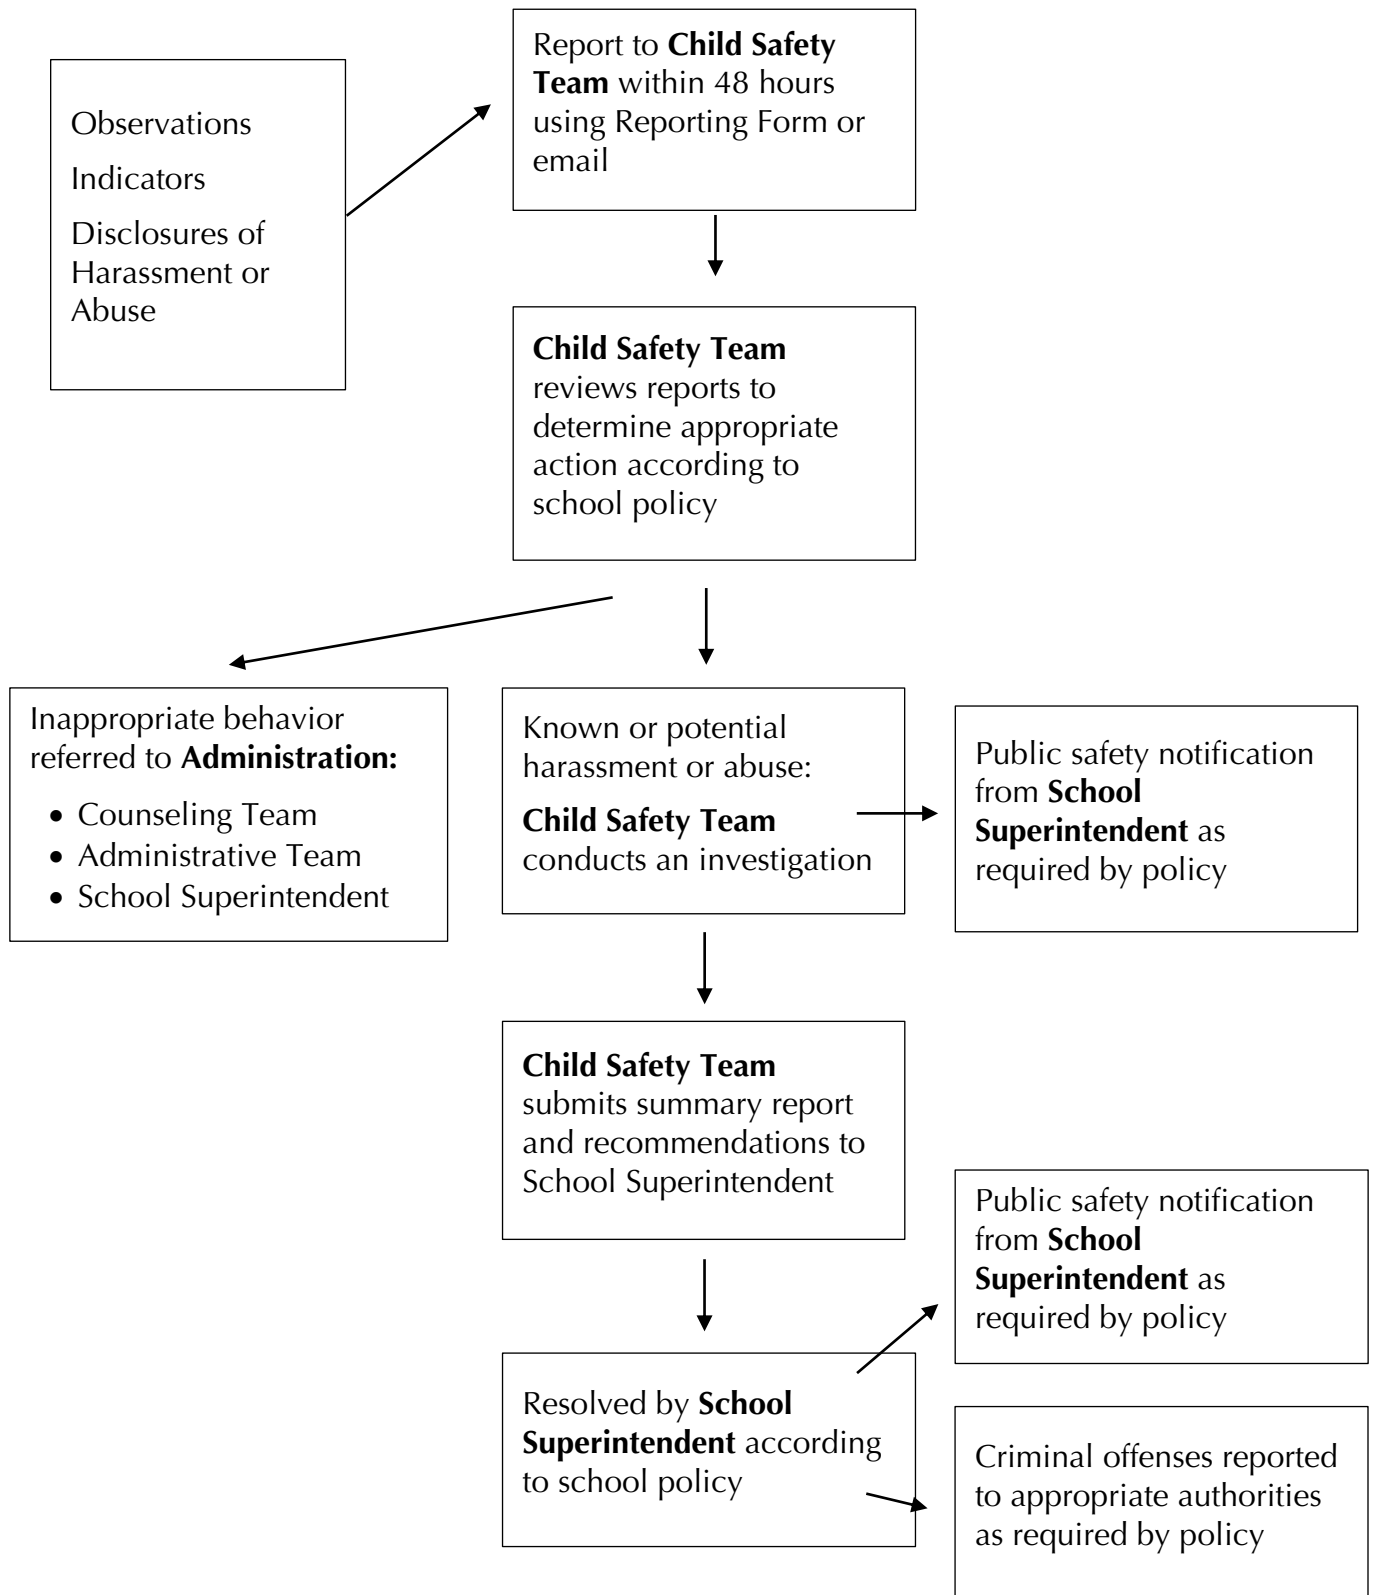 Observations
Indicators
Disclosures of
Harassment or
Abuse
Report to Child Safety
Team within 48 hours
using Reporting Form or
email
Child Safety Team
reviews reports to
determine appropriate
action according to
school policy
Inappropriate behavior
referred to Administration:
• Counseling Team
• Administrative Team
• School Superintendent
Known or potential
harassment or abuse:
Child Safety Team
conducts an investigation
Public safety notification
from School
Superintendent as
required by policy
Child Safety Team
submits summary report
and recommendations to
School Superintendent
Resolved by School
Superintendent according
to school policy
Public safety notification
from School
Superintendent as
required by policy
Criminal offenses reported
to appropriate authorities
as required by policy